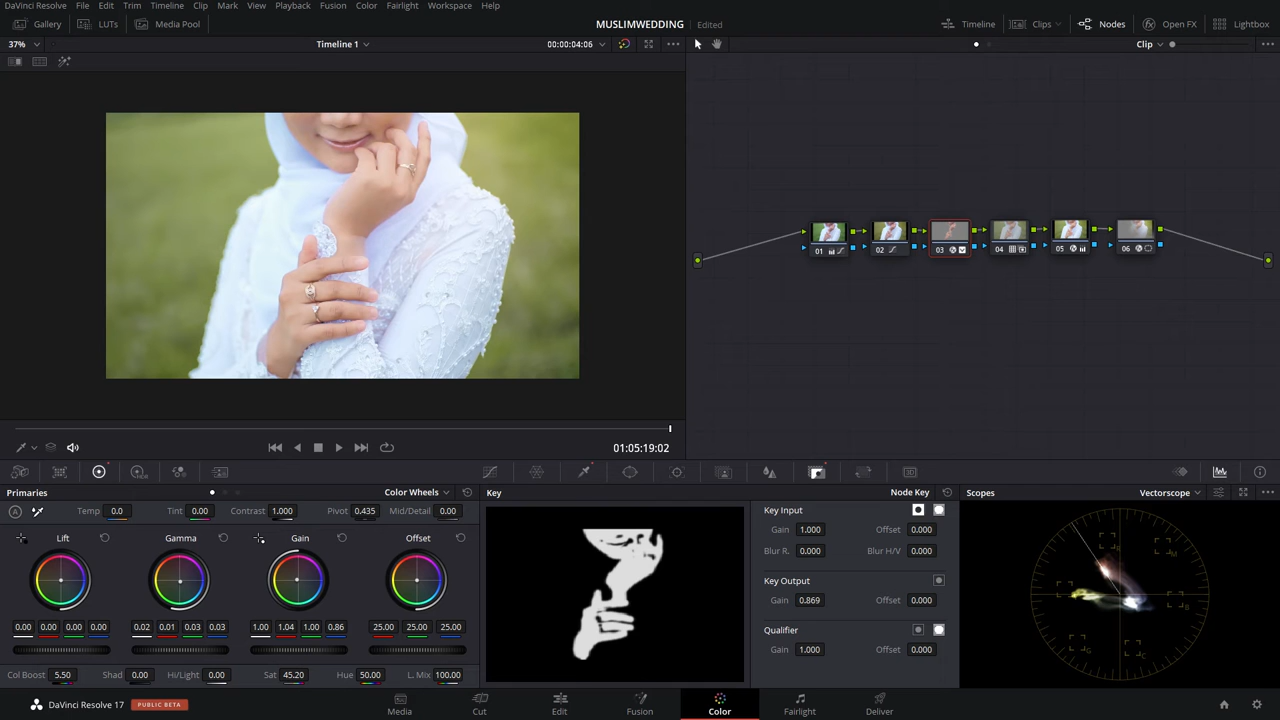 DaVinci Resolve File Edit Trim Timeline Clip Mark View Playback Fusion Color Fairlight Workspace Help
Gallery LUTs Media Pool MUSLIMWEDDING Edited Timeline Clips Nodes Open FX Lightbox
37% Timeline 1 00:00:04:06 Clip
01 02 03 04 05 06
01:05:19:02
Primaries Color Wheels Key Node Key Scopes Vectorscope
Temp 0.0 Tint 0.00 Contrast 1.000 Pivot 0.435 Mid/Detail 0.00
Key Input
Gain 1.000 Offset 0.000
Lift Gamma Gain Offset
Blur R. 0.000 Blur H/V 0.000
Key Output
Gain 0.869 Offset 0.000
0.00 0.00 0.00 0.00 0.02 0.01 0.03 0.03 1.00 1.04 1.00 0.86 25.00 25.00 25.00
Qualifier
Gain 1.000 Offset 0.000
Col Boost 5.50 Shad 0.00 Hi/Light 0.00 Sat 45.20 Hue 50.00 L. Mix 100.00
R M B C G
DaVinci Resolve 17 PUBLIC BETA Media Cut Edit Fusion Color Fairlight Deliver